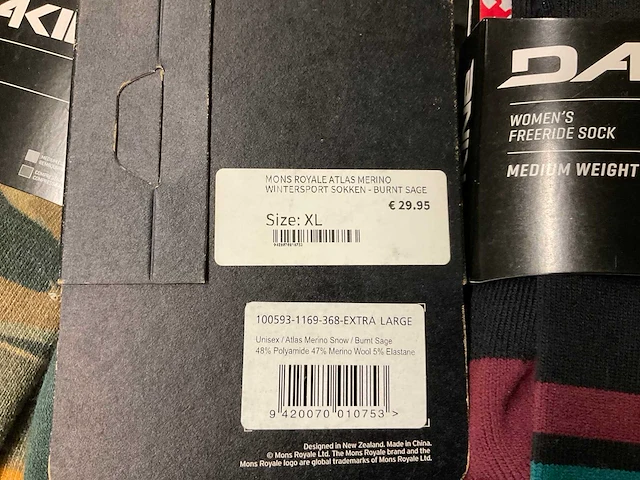 AKI
MONS ROYALE ATLAS MERINO
WINTERSPORT SOKKEN - BURNT SAGE
€ 29.95
Size: XL
100593-1169-368-EXTRA LARGE
Unisex / Atlas Merino Snow / Burnt Sage
48% Polyamide 47% Merino Wool 5% Elastane
9 420070 010753 >
Designed in New Zealand. Made in China.
© Mons Royale Ltd. The Mons Royale brand and the
Mons Royale logo are global trademarks of Mons Royale Ltd.
DA
WOMEN'S
FREERIDE SOCK
MEDIUM WEIGHT